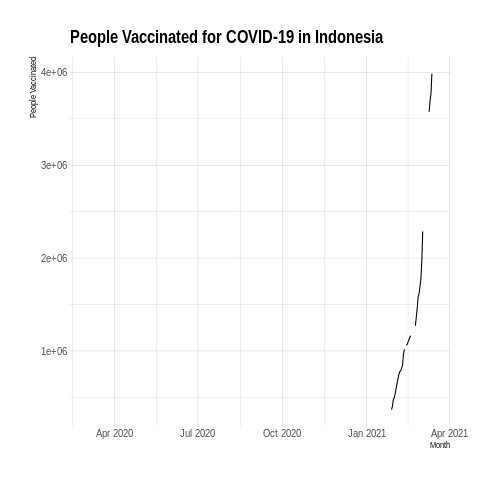 People Vaccinated for COVID-19 in Indonesia
People Vaccinated
4e+06
3e+06
2e+06
1e+06
Apr 2020 Jul 2020 Oct 2020 Jan 2021 Apr 2021
Month